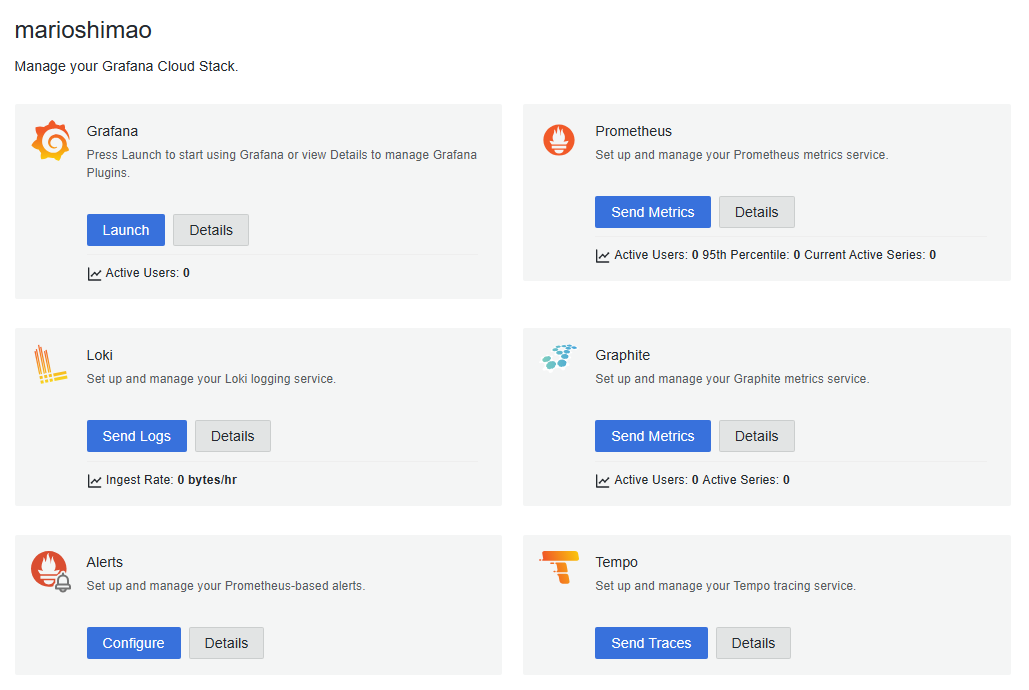 marioshimao
Manage your Grafana Cloud Stack.
Grafana
Press Launch to start using Grafana or view Details to manage Grafana
Plugins.
Launch Details
Active Users: 0
Prometheus
Set up and manage your Prometheus metrics service.
Send Metrics Details
Active Users: 0 95th Percentile: 0 Current Active Series: 0
Loki
Set up and manage your Loki logging service.
Send Logs Details
Ingest Rate: 0 bytes/hr
Graphite
Set up and manage your Graphite metrics service.
Send Metrics Details
Active Users: 0 Active Series: 0
Alerts
Set up and manage your Prometheus-based alerts.
Configure Details
Tempo
Set up and manage your Tempo tracing service.
Send Traces Details